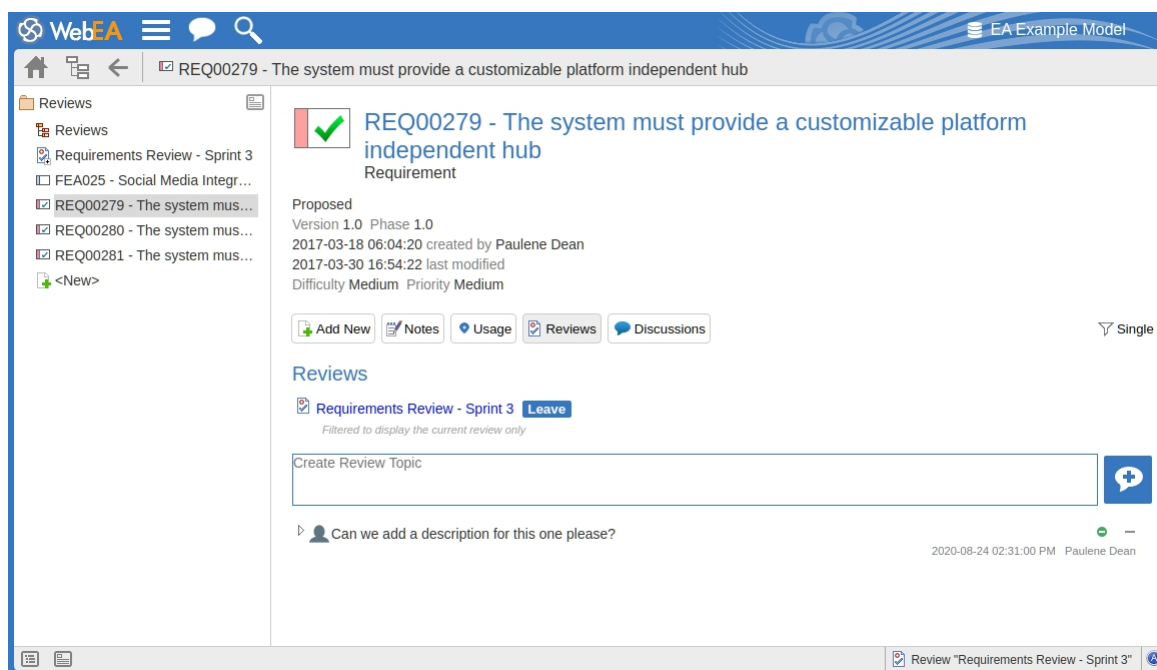 WebEA
EA Example Model
REQ00279 - The system must provide a customizable platform independent hub
Reviews
Reviews
Requirements Review - Sprint 3
FEA025 - Social Media Integr...
REQ00279 - The system mus...
REQ00280 - The system mus...
REQ00281 - The system mus...
<New>
REQ00279 - The system must provide a customizable platform
independent hub
Requirement
Proposed
Version 1.0 Phase 1.0
2017-03-18 06:04:20 created by Paulene Dean
2017-03-30 16:54:22 last modified
Difficulty Medium Priority Medium
Add New Notes Usage Reviews Discussions Single
Reviews
Requirements Review - Sprint 3 Leave
Filtered to display the current review only
Create Review Topic
Can we add a description for this one please?
2020-08-24 02:31:00 PM Paulene Dean
Review "Requirements Review - Sprint 3" A